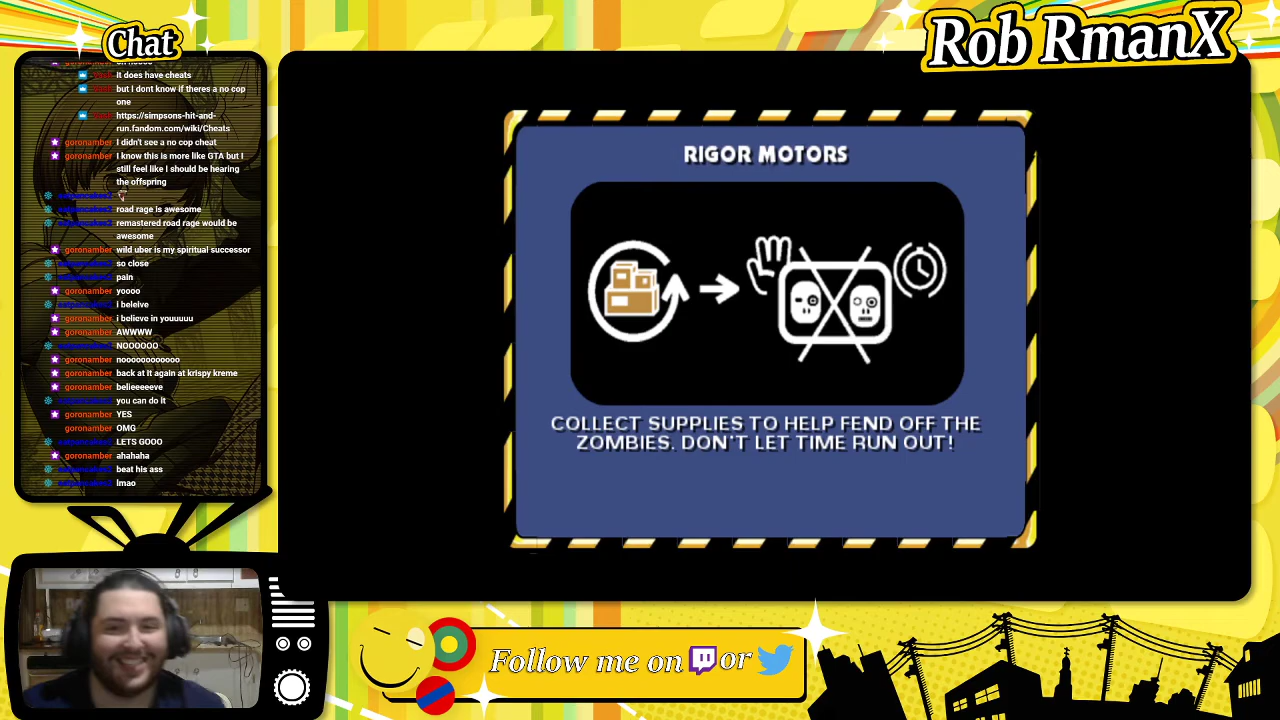 Chat
Rob RmanX
It does have cheats
but I dont know if theres a no cop
one
https://simpsons-hit-and-
run.fandom.com/wiki/Cheats
goronamber I didn't see a no cop cheat
goronamber I know this is more like GTA but I
still feel like I should be hearing
the offspring
road rage is awesome
remastered road rage would be
awesome
goronamber wii u
goronamber is my spiritual successor
so close
pain
goronamber yoooo
I beleive
goronamber i believe in youuuuu
goronamber AWWWW
NOOOOOO
goronamber
goronamber back at it again at krispy kreme
goronamber
you can do it
goronamber YES
goronamber OMG
LETS GOOO
goronamber ahahaha
beat his ass
lmao
RIGOR MOTORS
COLLECT SUPPLIES TO HELP FEND OFF THE
ZOMBIES. DON'T LET TIME RUN OUT!
Follow me on or